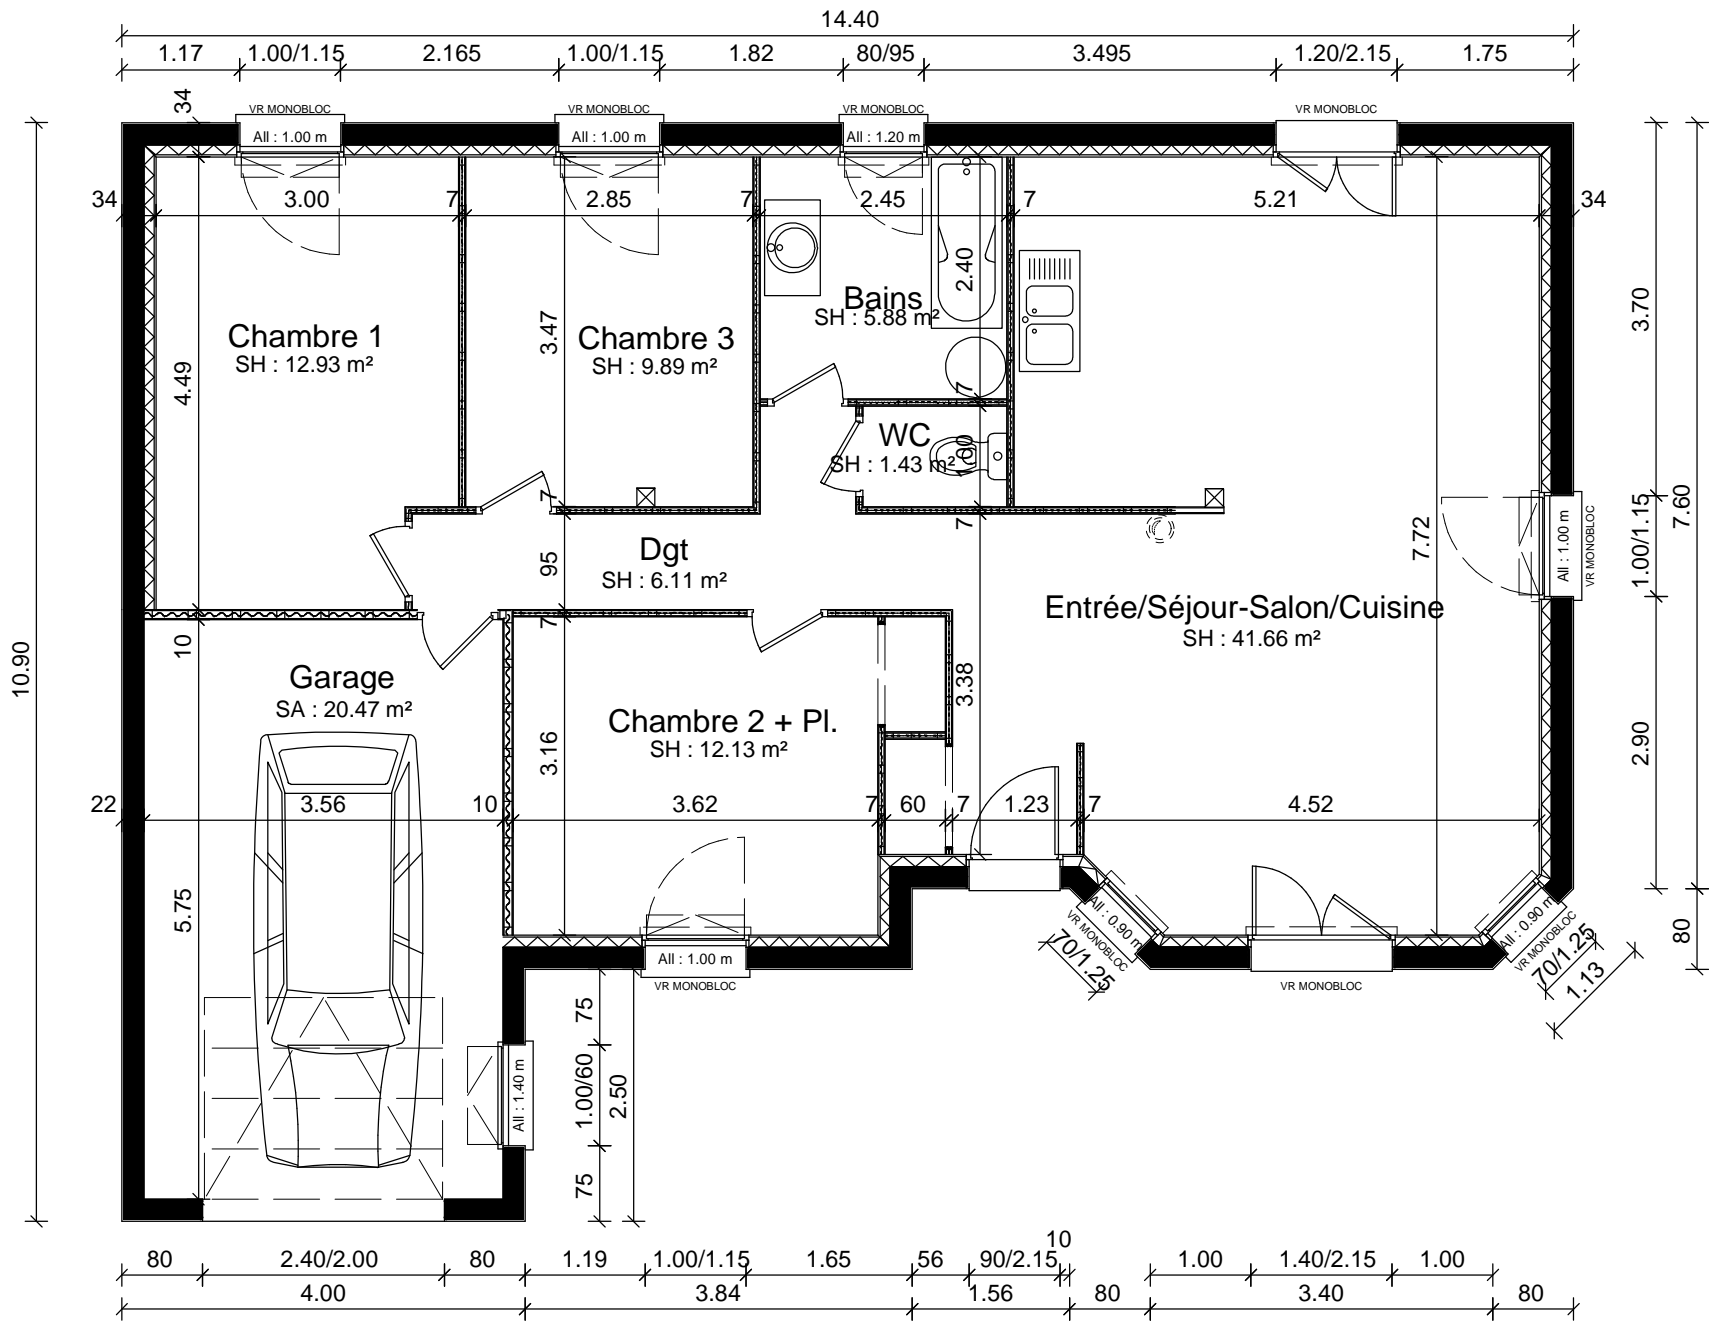 14.40
1.17 1.00/1.15 2.165 1.00/1.15 1.82 80/95 3.495 1.20/2.15 1.75
34
VR MONOBLOC VR MONOBLOC VR MONOBLOC VR MONOBLOC
All : 1.00 m All : 1.00 m All : 1.20 m
34 3.00 7 2.85 7 2.45 7 5.21 34
2.40
Bains
SH : 5.88 m²
3.70
Chambre 1
SH : 12.93 m²
3.47
Chambre 3
SH : 9.89 m²
4.49
7
WC
SH : 1.43 m²
1.00
7
7
7.60
7.72
1.00/1.15
All : 1.00 m
VR MONOBLOC
95
Dgt
SH : 6.11 m²
Entrée/Séjour-Salon/Cuisine
SH : 41.66 m²
10
7
10.90
Garage
SA : 20.47 m²
3.38
Chambre 2 + Pl.
SH : 12.13 m²
3.16
2.90
22 3.56 10 3.62 7 60 7 1.23 7 4.52
5.75
All : 0.90 m
VR MONOBLOC
70/1.25
All : 0.90 m
VR MONOBLOC
70/1.25
1.13
80
All : 1.00 m
VR MONOBLOC
VR MONOBLOC
75
1.00/60
2.50
All : 1.40 m
75
10
80 2.40/2.00 80 1.19 1.00/1.15 1.65 56 90/2.15 1.00 1.40/2.15 1.00
4.00 3.84 1.56 80 3.40 80